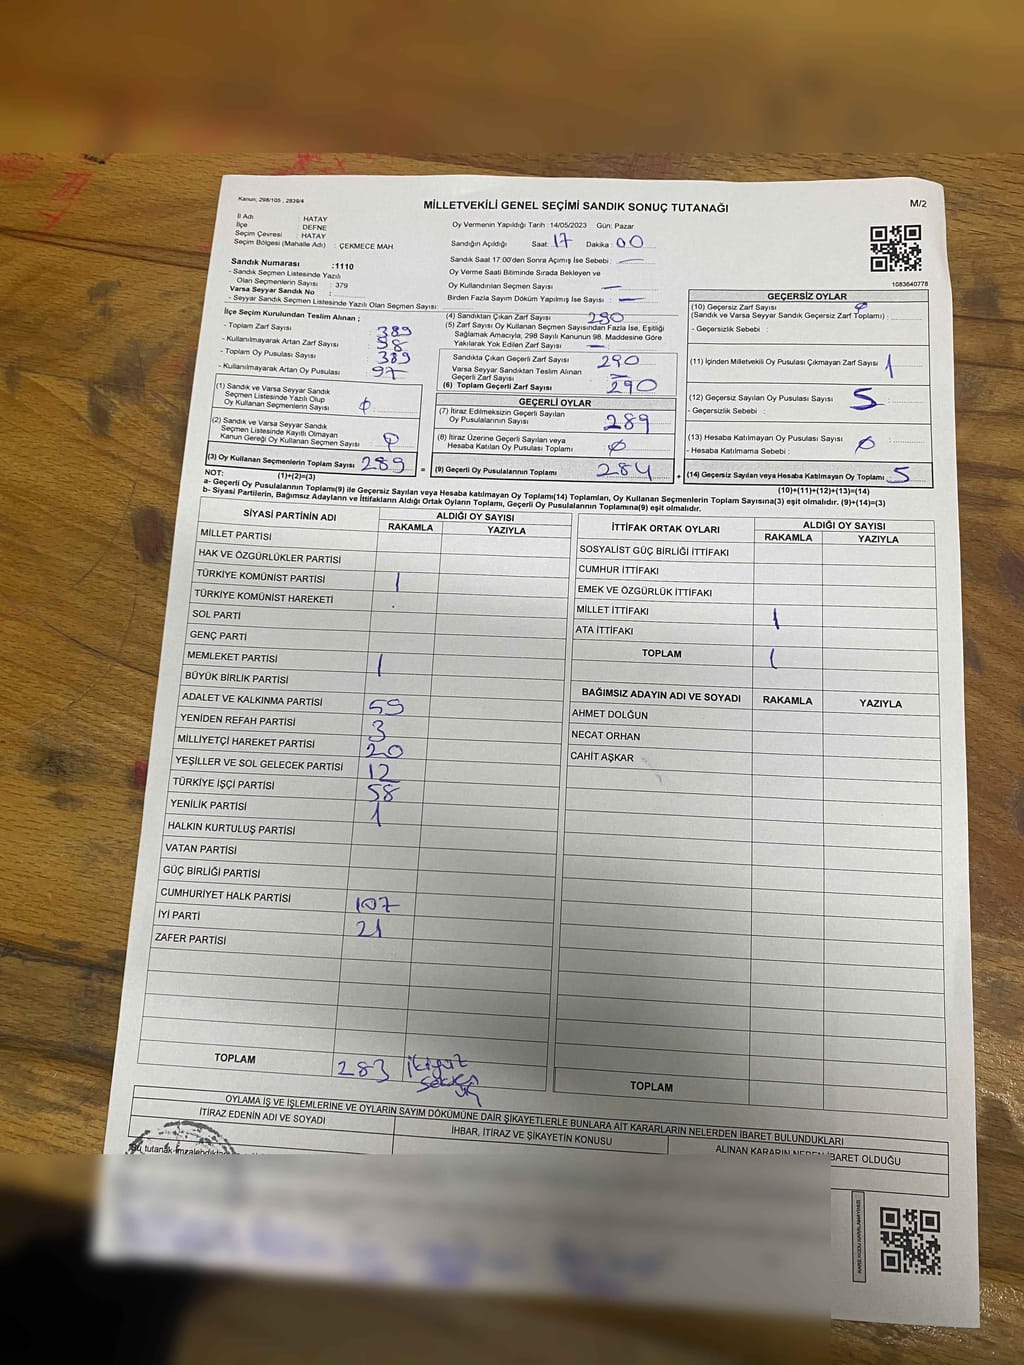 Kanun, 298/105 , 2839/4
MİLLETVEKİLİ GENEL SEÇİMİ SANDIK SONUÇ TUTANAĞI
M/2
İl Adı : HATAY
İlçe : DEFNE
Seçim Çevresi : HATAY
Seçim Bölgesi (Mahalle Adı) : ÇEKMECE MAH
Sandık Numarası :1110
- Sandık Seçmen Listesinde Yazılı
Olan Seçmenlerin Sayısı : 379
Varsa Seyyar Sandık No :
- Seyyar Sandık Seçmen Listesinde Yazılı Olan Seçmen Sayısı:
Oy Vermenin Yapıldığı Tarih :14/05/2023 Gün: Pazar
Sandığın Açıldığı Saat: 17 Dakika: 00
Sandık Saat 17:00'den Sonra Açımış İse Sebebi : —
Oy Verme Saati Bitiminde Sırada Bekleyen ve
Oy Kullandırılan Seçmen Sayısı : —
Birden Fazla Sayım Döküm Yapılmış İse Sayısı : —
1083640778
İlçe Seçim Kurulundan Teslim Alınan ;
- Toplam Zarf Sayısı : 389
- Kullanılmayarak Artan Zarf Sayısı : 98
- Toplam Oy Pusulası Sayısı : 389
- Kullanılmayarak Artan Oy Pusulası : 97
(1) Sandık ve Varsa Seyyar Sandık
Seçmen Listesinde Yazılı Olup
Oy Kullanan Seçmenlerin Sayısı : Φ
(2) Sandık ve Varsa Seyyar Sandık
Seçmen Listesinde Kayıtlı Olmayan
Kanun Gereği Oy Kullanan Seçmen Sayısı : φ
(3) Oy Kullanan Seçmenlerin Toplam Sayısı : 289
(1)+(2)=(3)
(4) Sandıktan Çıkan Zarf Sayısı : 290
(5) Zarf Sayısı Oy Kullanan Seçmen Sayısından Fazla İse, Eşitliği
Sağlamak Amacıyla, 298 Sayılı Kanunun 98. Maddesine Göre
Yakılarak Yok Edilen Zarf Sayısı : —
Sandıkta Çıkan Geçerli Zarf Sayısı : 290
Varsa Seyyar Sandıktan Teslim Alınan
Geçerli Zarf Sayısı : —
(6) Toplam Geçerli Zarf Sayısı : 290
GEÇERLİ OYLAR
(7) İtiraz Edilmeksizin Geçerli Sayılan
Oy Pusulalarının Sayısı : 289
(8) İtiraz Üzerine Geçerli Sayılan veya
Hesaba Katılan Oy Pusulası Toplamı : φ
= (9) Geçerli Oy Pusulalarının Toplamı : 284
GEÇERSİZ OYLAR
(10) Geçersiz Zarf Sayısı : φ
(Sandık ve Varsa Seyyar Sandık Geçersiz Zarf Toplamı) :
- Geçersizlik Sebebi :
(11) İçinden Milletvekili Oy Pusulası Çıkmayan Zarf Sayısı : 1
(12) Geçersiz Sayılan Oy Pusulası Sayısı : 5
- Geçersizlik Sebebi :
(13) Hesaba Katılmayan Oy Pusulası Sayısı : φ
- Hesaba Katılmama Sebebi :
+ (14) Geçersiz Sayılan veya Hesaba Katılmayan Oy Toplamı : 5
(10)+(11)+(12)+(13)=(14)
NOT:
a- Geçerli Oy Pusulalarının Toplamı(9) ile Geçersiz Sayılan veya Hesaba katılmayan Oy Toplamı(14) Toplamları, Oy Kullanan Seçmenlerin Toplam Sayısına(3) eşit olmalıdır. (9)+(14)=(3)
b- Siyasi Partilerin, Bağımsız Adayların ve İttifakların Aldığı Ortak Oyların Toplamı, Geçerli Oy Pusulalarının Toplamına(9) eşit olmalıdır.
SİYASİ PARTİNİN ADI
ALDIĞI OY SAYISI
RAKAMLA YAZIYLA
MİLLET PARTİSİ
HAK VE ÖZGÜRLÜKLER PARTİSİ
TÜRKİYE KOMÜNİST PARTİSİ 1
TÜRKİYE KOMÜNİST HAREKETİ
SOL PARTİ
GENÇ PARTİ
MEMLEKET PARTİSİ 1
BÜYÜK BİRLİK PARTİSİ
ADALET VE KALKINMA PARTİSİ 59
YENİDEN REFAH PARTİSİ 3
MİLLİYETÇİ HAREKET PARTİSİ 20
YEŞİLLER VE SOL GELECEK PARTİSİ 12
TÜRKİYE İŞÇİ PARTİSİ 58
YENİLİK PARTİSİ 1
HALKIN KURTULUŞ PARTİSİ
VATAN PARTİSİ
GÜÇ BİRLİĞİ PARTİSİ
CUMHURİYET HALK PARTİSİ 107
İYİ PARTİ 21
ZAFER PARTİSİ
TOPLAM 283 ikiyüz
seksen
üç
İTTİFAK ORTAK OYLARI
ALDIĞI OY SAYISI
RAKAMLA YAZIYLA
SOSYALİST GÜÇ BİRLİĞİ İTTİFAKI
CUMHUR İTTİFAKI
EMEK VE ÖZGÜRLÜK İTTİFAKI
MİLLET İTTİFAKI 1
ATA İTTİFAKI
TOPLAM 1
BAĞIMSIZ ADAYIN ADI VE SOYADI RAKAMLA YAZIYLA
AHMET DOLĞUN
NECAT ORHAN
CAHİT AŞKAR
TOPLAM
OYLAMA İŞ VE İŞLEMLERİNE VE OYLARIN SAYIM DÖKÜMÜNE DAİR ŞİKAYETLERLE BUNLARA AİT KARARLARIN NELERDEN İBARET BULUNDUKLARI
İTİRAZ EDENİN ADI VE SOYADI
İHBAR, İTİRAZ VE ŞİKAYETİN KONUSU
ALINAN KARARIN NEDEN İBARET OLDUĞU